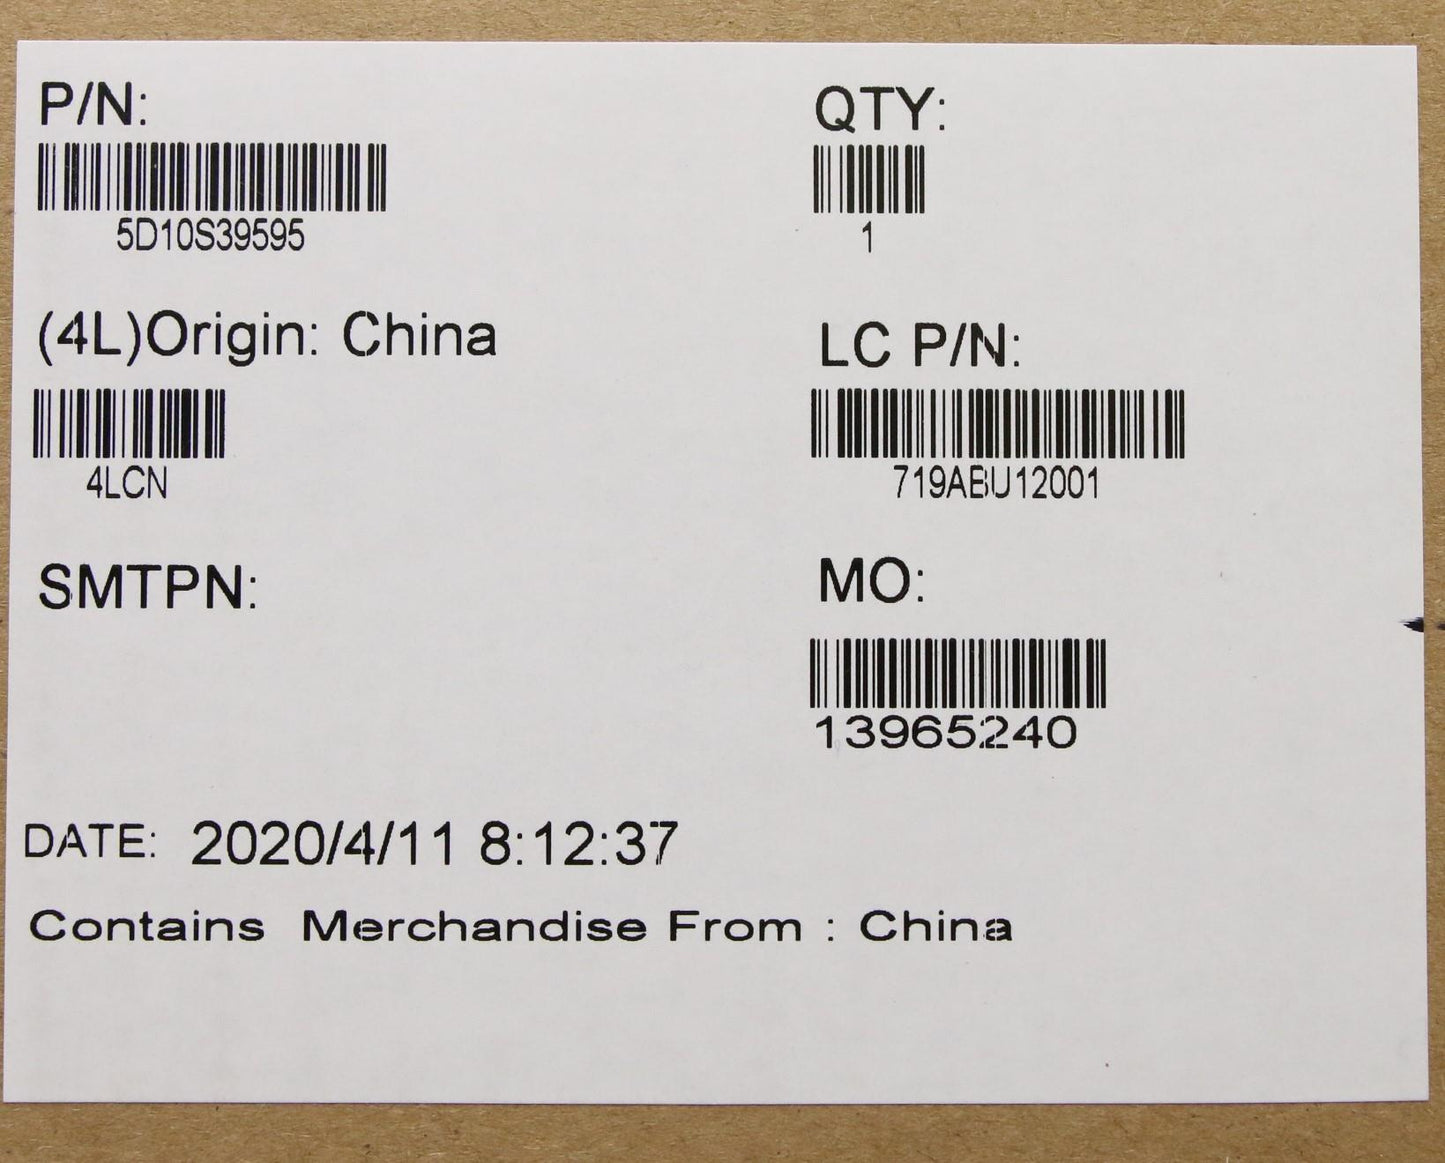 P/N:
5D10S39595
QTY:
1
(4L)Origin: China
4LCN
LC P/N:
719ABU12001
SMTPN:
MO:
13965240
DATE: 2020/4/11 8:12:37
Contains Merchandise From : China